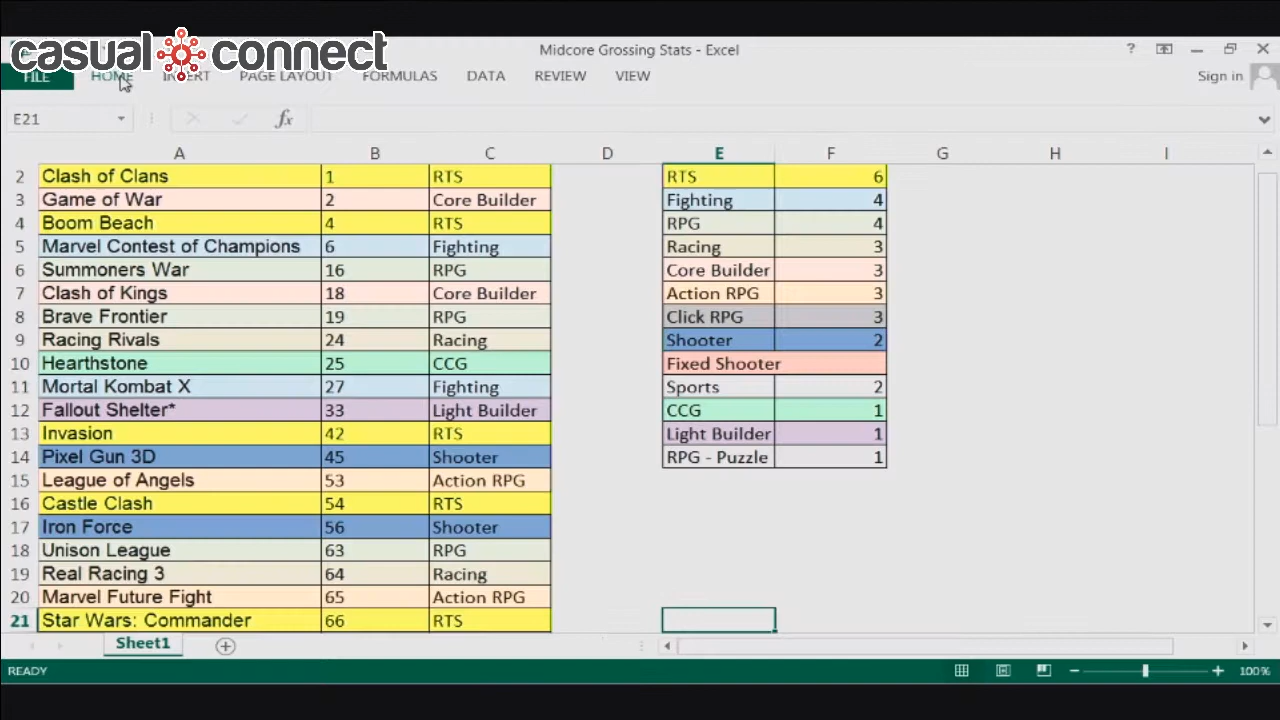 casual connect
Midcore Grossing Stats - Excel
?
FILE HOME INSERT PAGE LAYOUT FORMULAS DATA REVIEW VIEW Sign in
E21 fx
A B C D E F G H I
2 Clash of Clans 1 RTS RTS 6
3 Game of War 2 Core Builder Fighting 4
4 Boom Beach 4 RTS RPG 4
5 Marvel Contest of Champions 6 Fighting Racing 3
6 Summoners War 16 RPG Core Builder 3
7 Clash of Kings 18 Core Builder Action RPG 3
8 Brave Frontier 19 RPG Click RPG 3
9 Racing Rivals 24 Racing Shooter 2
10 Hearthstone 25 CCG Fixed Shooter
11 Mortal Kombat X 27 Fighting Sports 2
12 Fallout Shelter* 33 Light Builder CCG 1
13 Invasion 42 RTS Light Builder 1
14 Pixel Gun 3D 45 Shooter RPG - Puzzle 1
15 League of Angels 53 Action RPG
16 Castle Clash 54 RTS
17 Iron Force 56 Shooter
18 Unison League 63 RPG
19 Real Racing 3 64 Racing
20 Marvel Future Fight 65 Action RPG
21 Star Wars: Commander 66 RTS
Sheet1
READY 100%